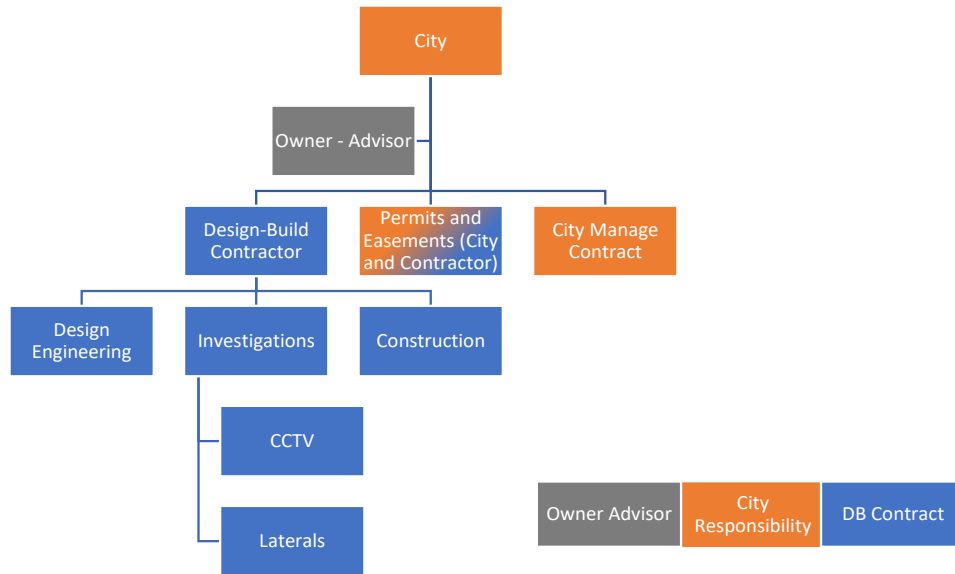 City
Owner - Advisor
Design-Build
Contractor
Permits and
Easements (City
and Contractor)
City Manage
Contract
Design
Engineering
Investigations
Construction
CCTV
Laterals
Owner Advisor
City
Responsibility
DB Contract